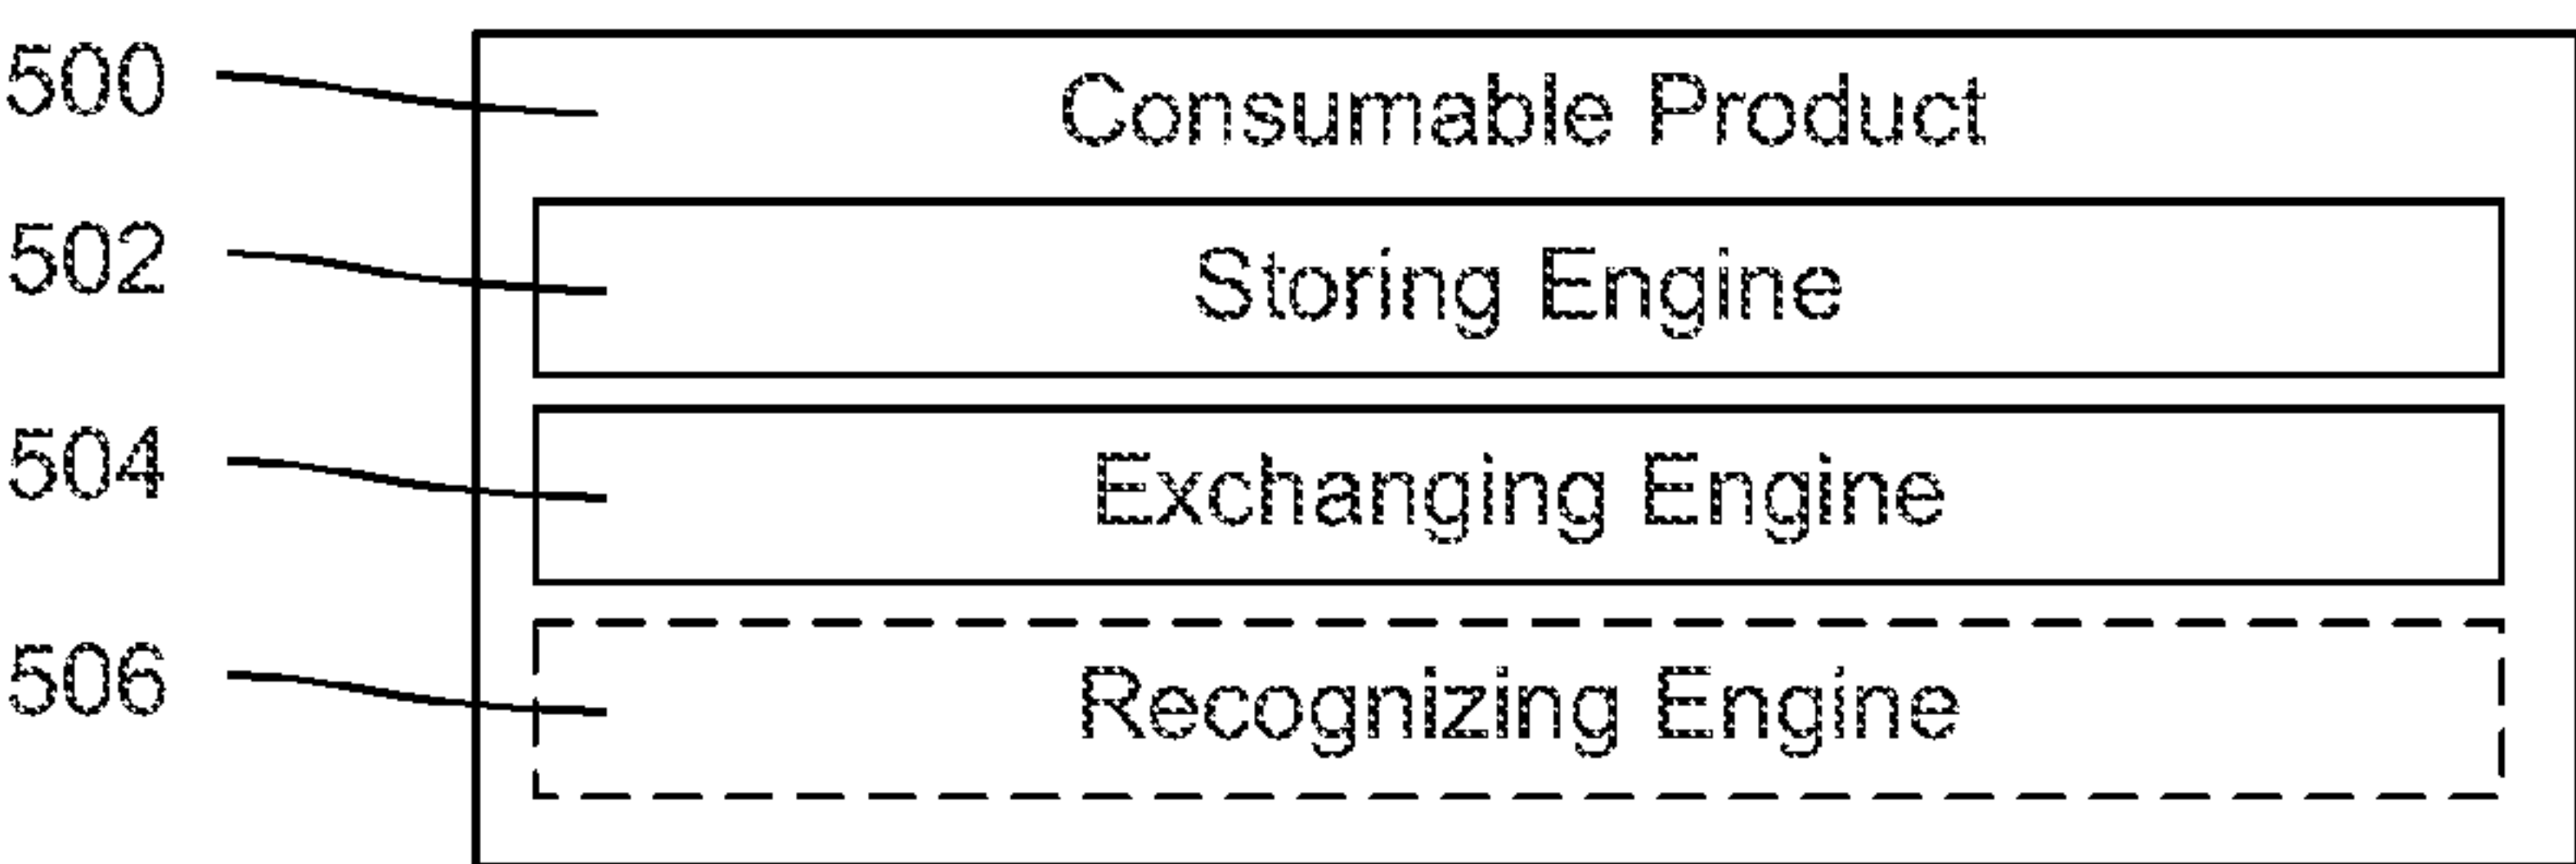 500 Consumable Product
502 Storing Engine
504 Exchanging Engine
506 Recognizing Engine